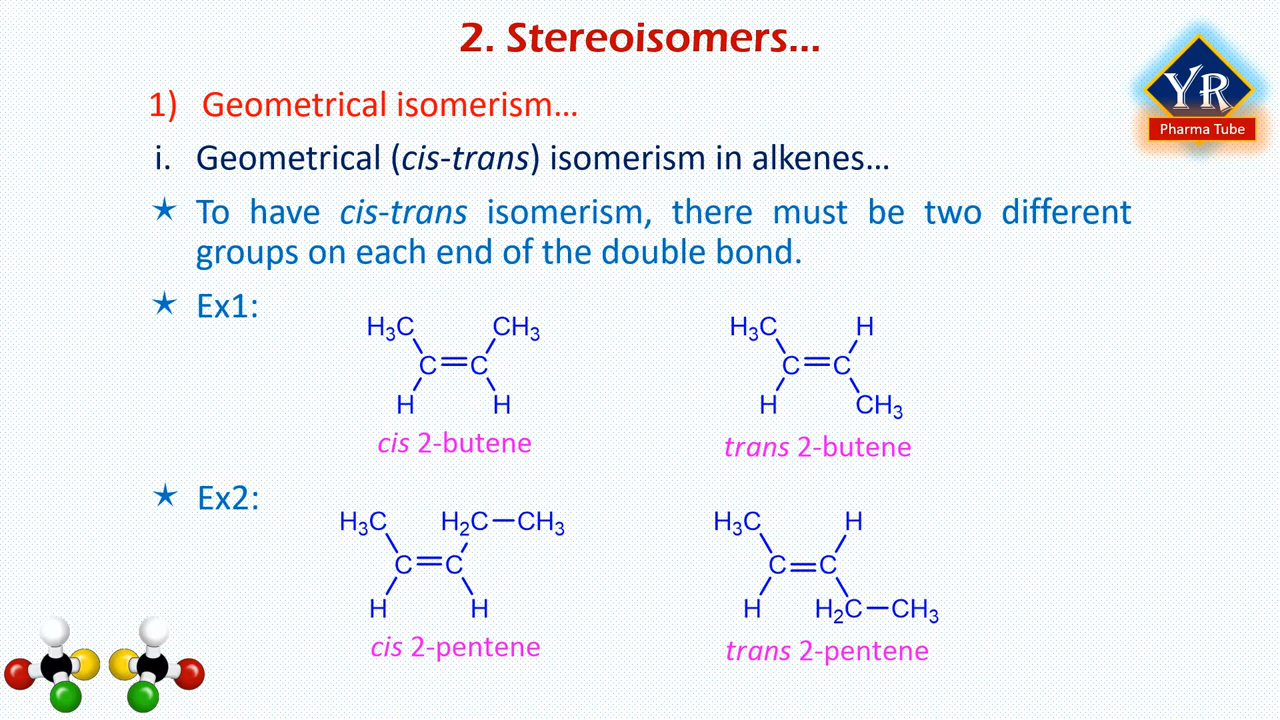 2. Stereoisomers...
YR
Pharma Tube
1) Geometrical isomerism...
i. Geometrical (cis-trans) isomerism in alkenes...
To have cis-trans isomerism, there must be two different
groups on each end of the double bond.
Ex1:
H₃C CH₃ H₃C H
C=C C=C
H H H CH₃
cis 2-butene trans 2-butene
Ex2:
H₃C H₂C—CH₃ H₃C H
C=C C=C
H H H H₂C—CH₃
cis 2-pentene trans 2-pentene